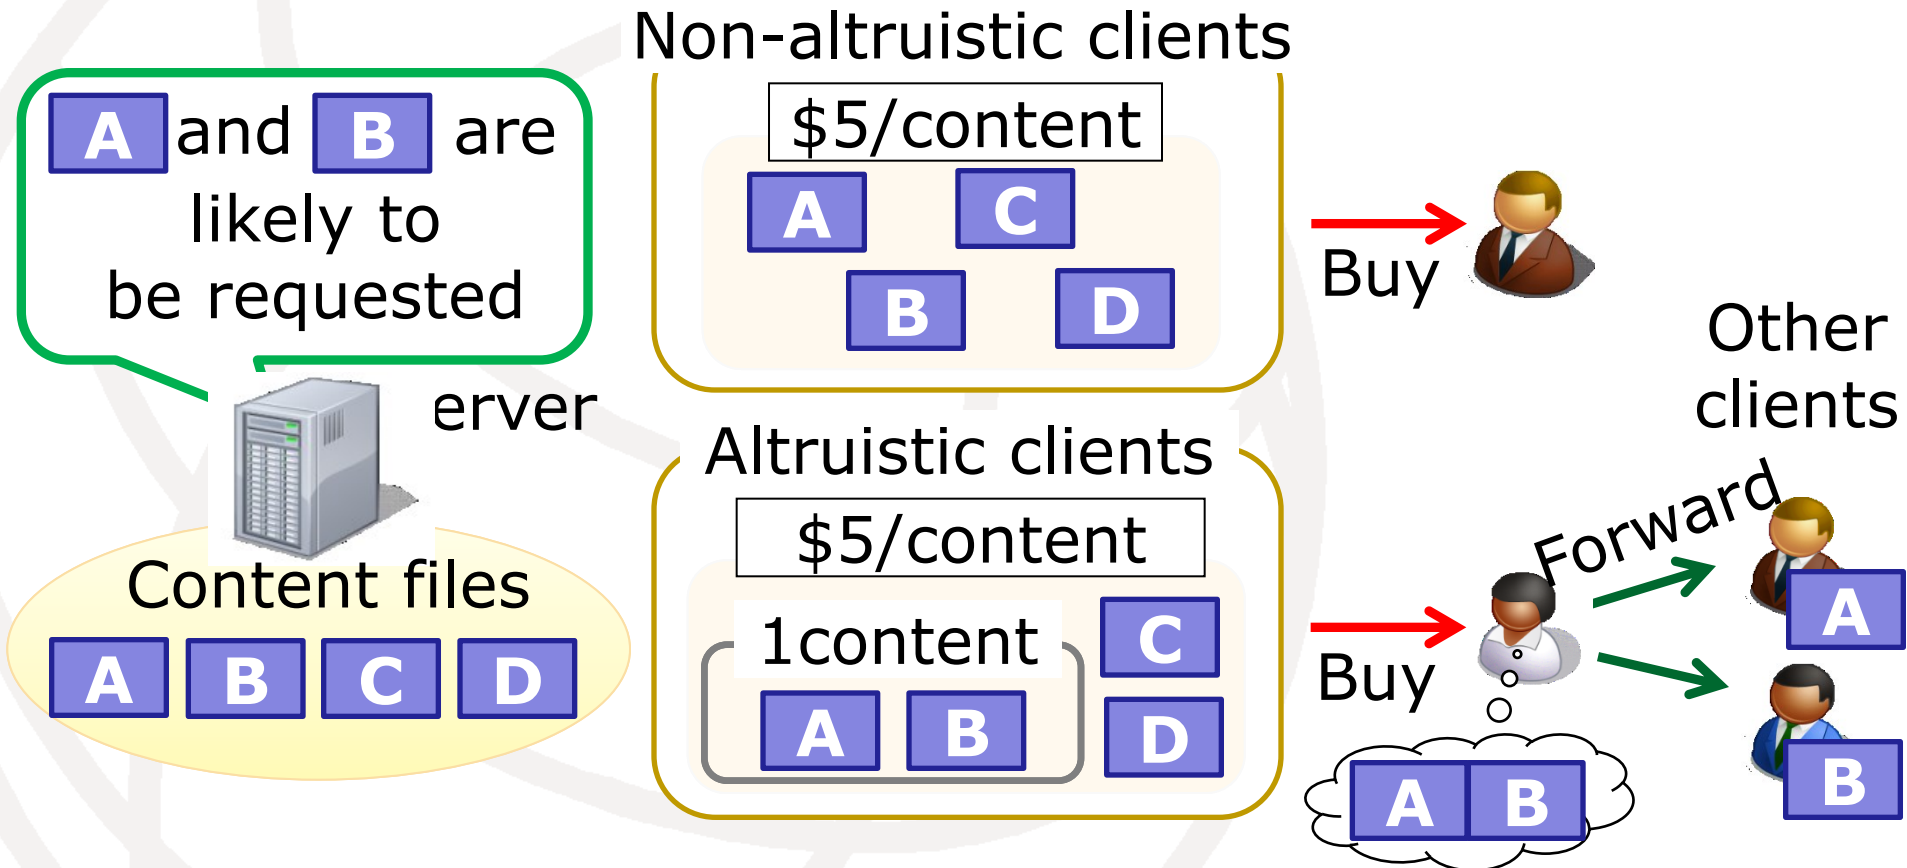 A and B are
likely to
be requested
erver
Content files
A B C D
Non-altruistic clients
$5/content
A C
B D
Buy
Altruistic clients
$5/content
1content
A B
C
D
Buy
A B
Forward
Other
clients
A
B